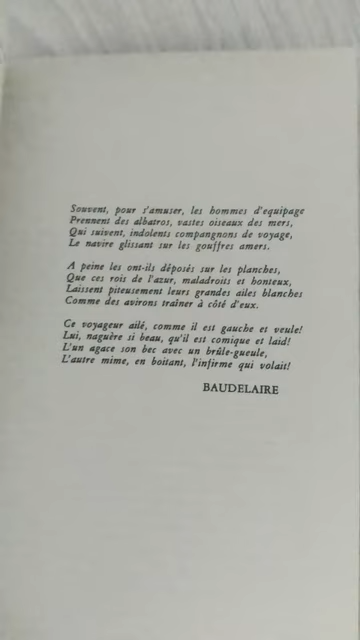 Souvent, pour s'amuser, les hommes d'equipage
Prennent des albatros, vastes oiseaux des mers,
Qui suivent, indolents compangnons de voyage,
Le navire glissant sur les gouffres amers.
A peine les ont-ils déposés sur les planches,
Que ces rois de l'azur, maladroits et honteux,
Laissent piteusement leurs grandes ailes blanches
Comme des avirons traîner à côté d'eux.
Ce voyageur ailé, comme il est gauche et veule!
Lui, naguère si beau, qu'il est comique et laid!
L'un agace son bec avec un brûle-gueule,
L'autre mime, en boitant, l'infirme qui volait!
BAUDELAIRE